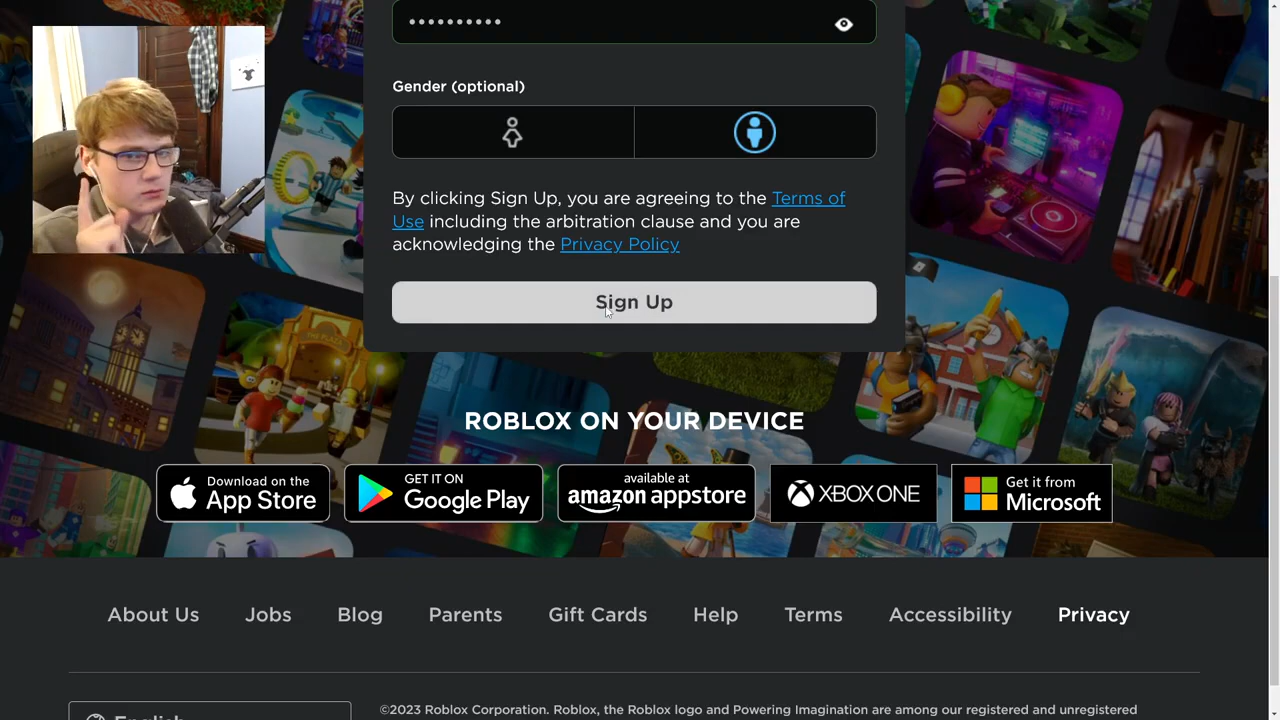 ••••••••••
Gender (optional)
By clicking Sign Up, you are agreeing to the Terms of
Use including the arbitration clause and you are
acknowledging the Privacy Policy
Sign Up
ROBLOX ON YOUR DEVICE
Download on the
App Store
GET IT ON
Google Play
available at
amazon appstore
XBOX ONE
Get it from
Microsoft
About Us
Jobs
Blog
Parents
Gift Cards
Help
Terms
Accessibility
Privacy
English
©2023 Roblox Corporation. Roblox, the Roblox logo and Powering Imagination are among our registered and unregistered